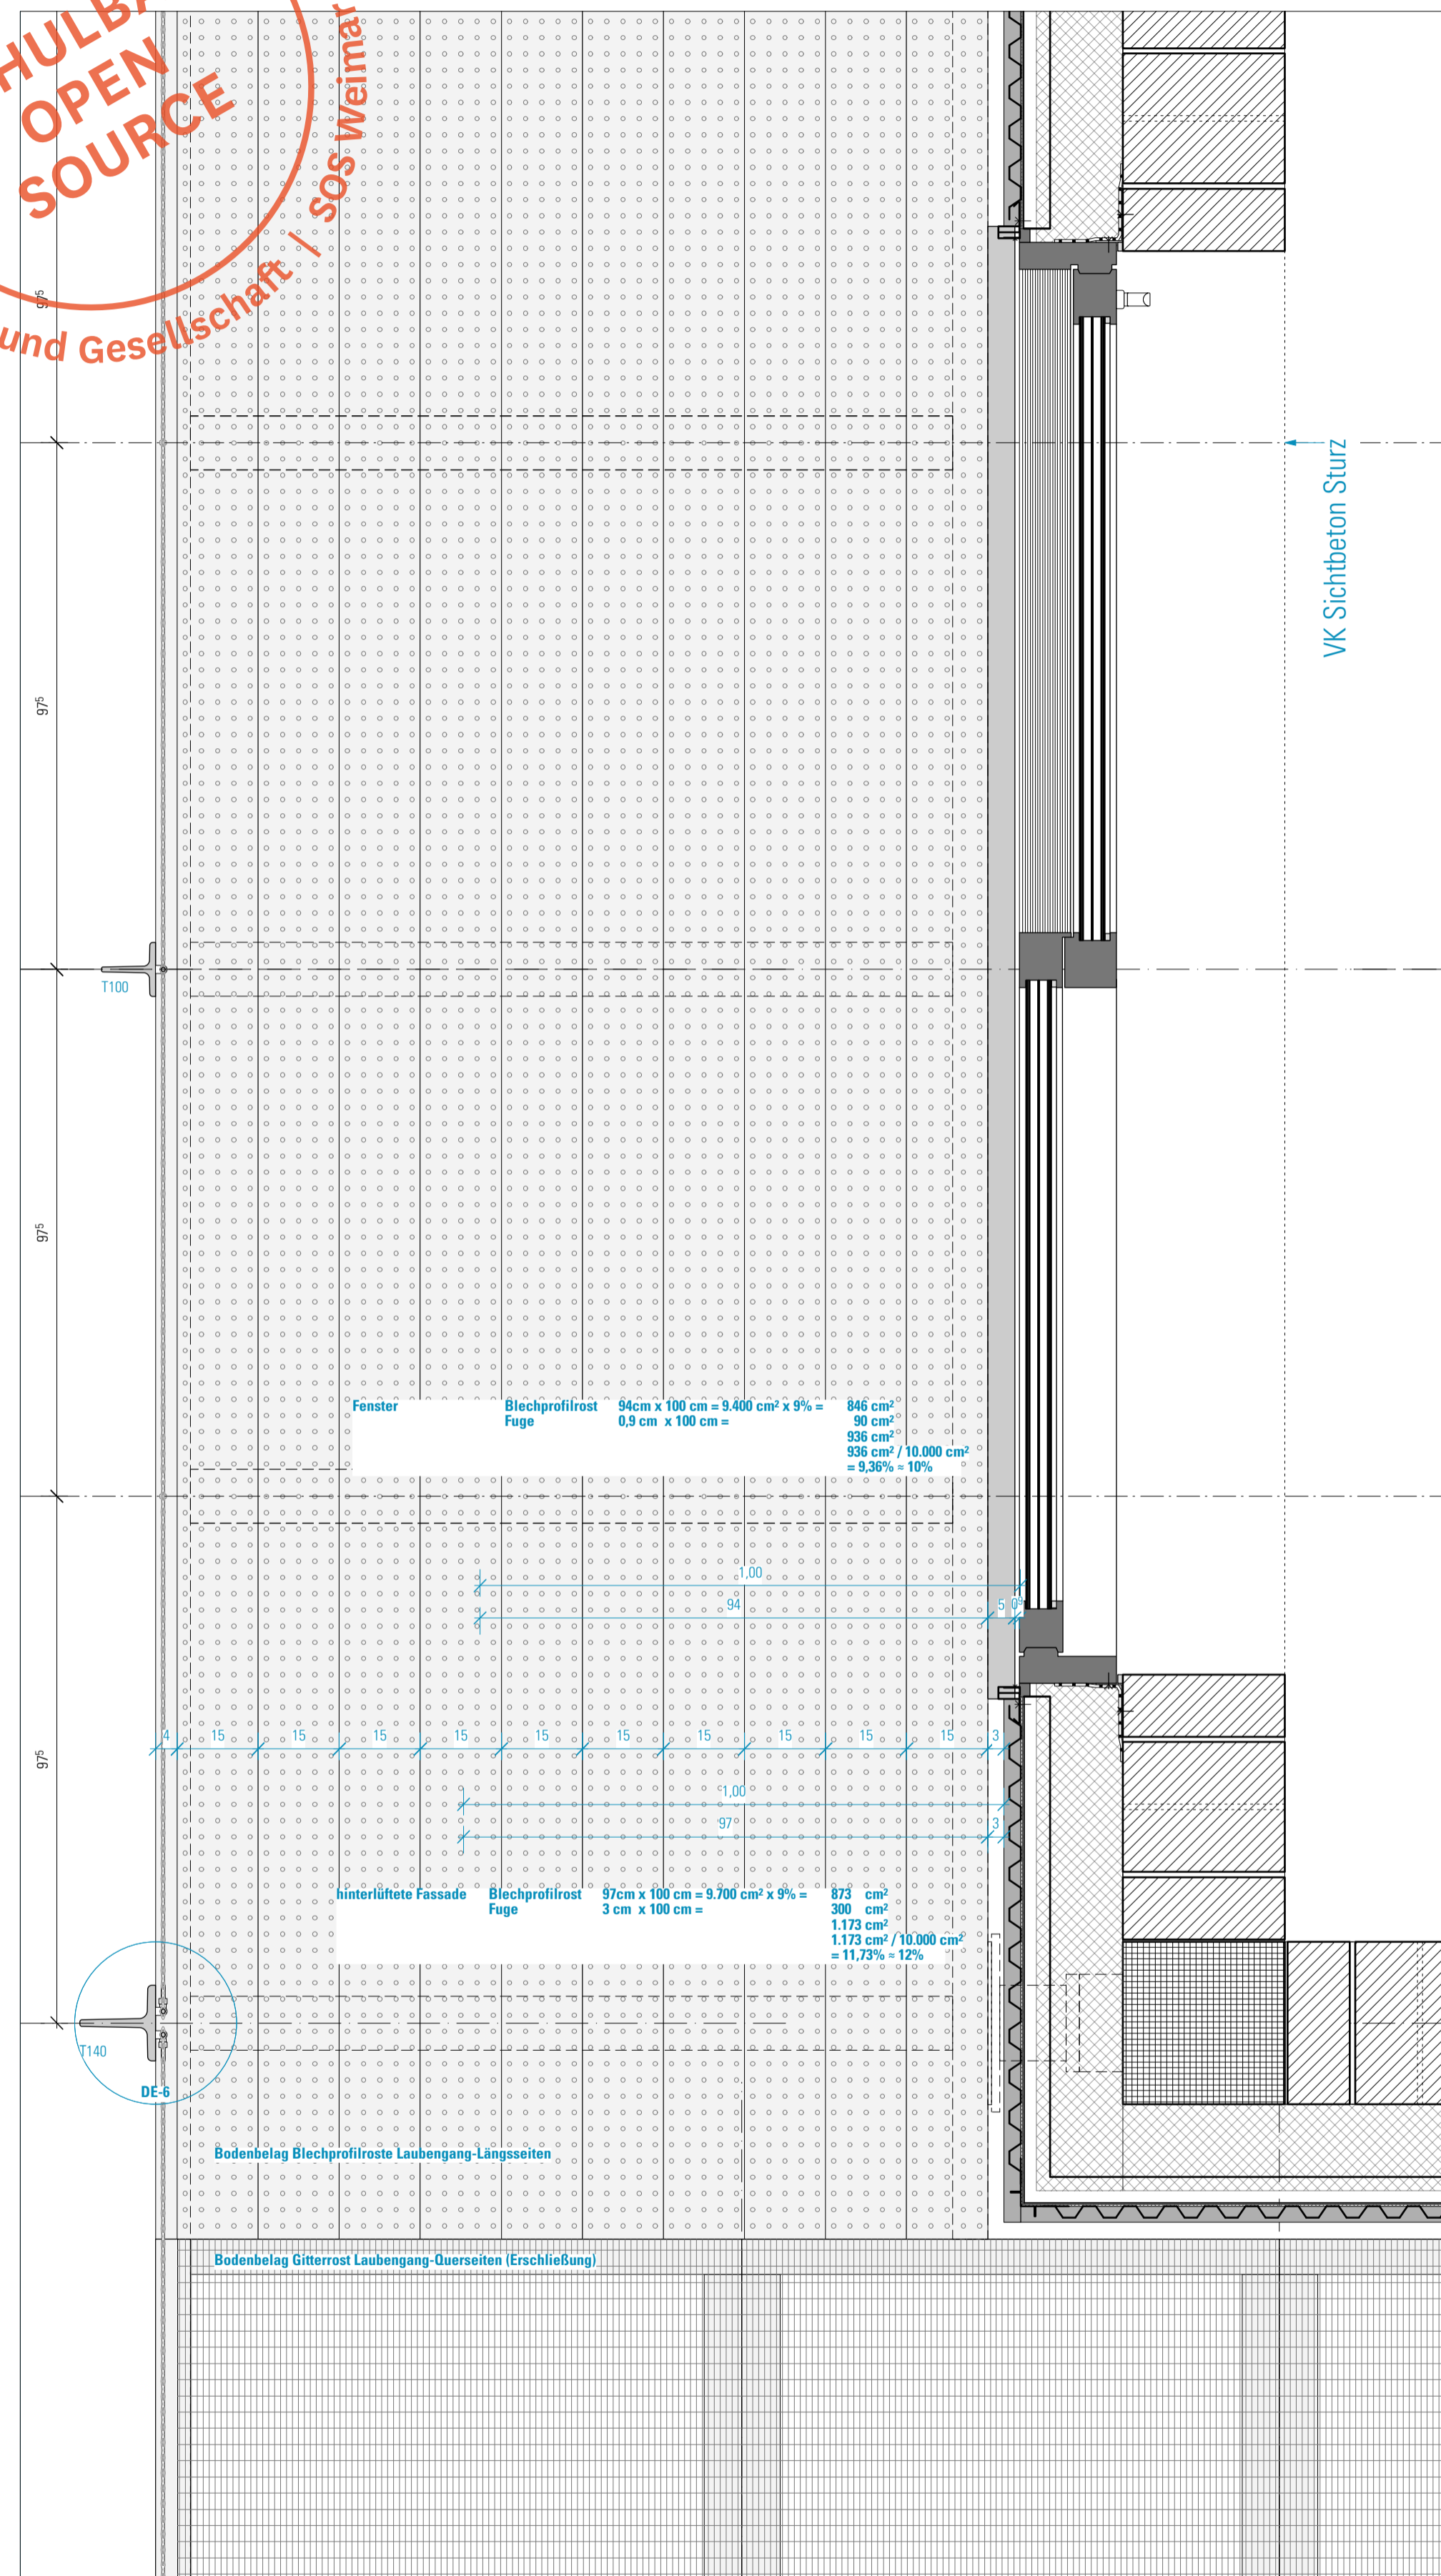 OPEN
SOURCE
SOS Weimar
und Gesellschaft |
97⁵
VK Sichtbeton Sturz
97⁵
T100
97⁵
Fenster Blechprofilrost 94cm x 100 cm = 9.400 cm² x 9% = 846 cm²
Fuge 0,9 cm x 100 cm = 90 cm²
936 cm²
936 cm² / 10.000 cm²
= 9,36% ≈ 10%
1,00
94 5 0⁹
4 15 15 15 15 15 15 15 15 15 15 3
97⁵
1,00
97 3
hinterlüftete Fassade Blechprofilrost 97cm x 100 cm = 9.700 cm² x 9% = 873 cm²
Fuge 3 cm x 100 cm = 300 cm²
1.173 cm²
1.173 cm² / 10.000 cm²
= 11,73% ≈ 12%
T140
DE-6
Bodenbelag Blechprofilroste Laubengang-Längsseiten
Bodenbelag Gitterrost Laubengang-Querseiten (Erschließung)